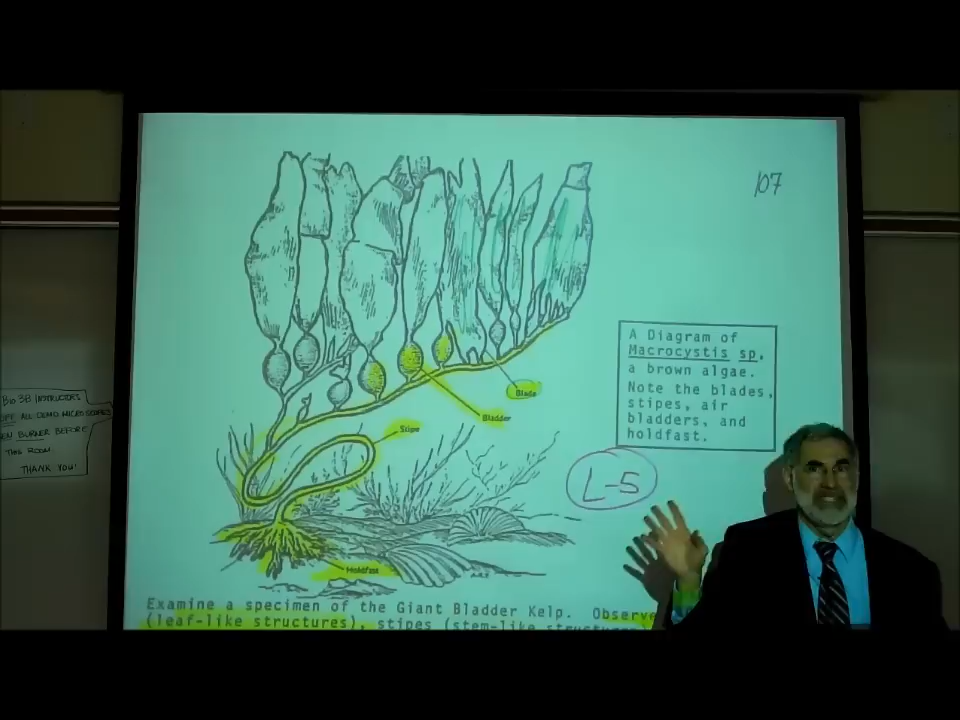 107
A Diagram of
Macrocystis sp.
a brown algae.
Note the blades,
stipes, air
bladders, and
holdfast.
Blade
Bladder
Stipe
L-5
Holdfast
Examine a specimen of the Giant Bladder Kelp. Observe
(leaf-like structures), stipes (stem-like
BIO 3B INSTRUCTORS
ALL DEMO MICROSCOPES
BURNER BEFORE
THIS ROOM
THANK YOU!